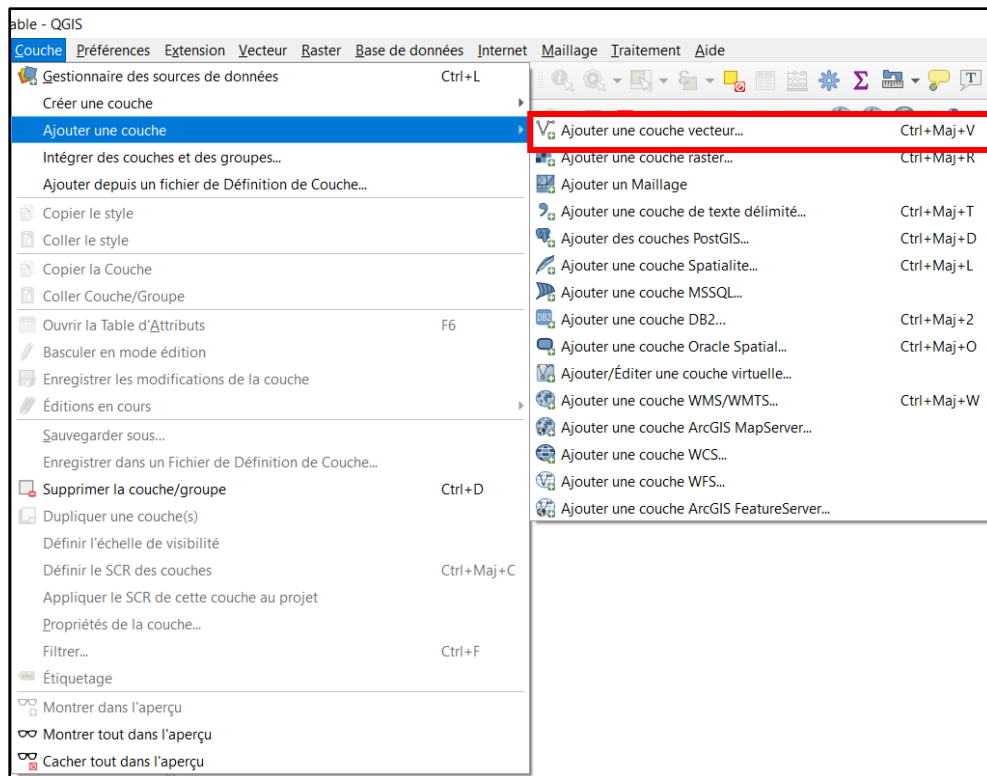 able - QGIS
Couche Préférences Extension Vecteur Raster Base de données Internet Maillage Traitement Aide
Gestionnaire des sources de données Ctrl+L
Créer une couche
Ajouter une couche
Intégrer des couches et des groupes...
Ajouter depuis un fichier de Définition de Couche...
Copier le style
Coller le style
Copier la Couche
Coller Couche/Groupe
Ouvrir la Table d'Attributs F6
Basculer en mode édition
Enregistrer les modifications de la couche
Éditions en cours
Sauvegarder sous...
Enregistrer dans un Fichier de Définition de Couche...
Supprimer la couche/groupe Ctrl+D
Dupliquer une couche(s)
Définir l'échelle de visibilité
Définir le SCR des couches Ctrl+Maj+C
Appliquer le SCR de cette couche au projet
Propriétés de la couche...
Filtrer... Ctrl+F
Étiquetage
Montrer dans l'aperçu
Montrer tout dans l'aperçu
Cacher tout dans l'aperçu
Ajouter une couche vecteur... Ctrl+Maj+V
Ajouter une couche raster... Ctrl+Maj+R
Ajouter un Maillage
Ajouter une couche de texte délimité... Ctrl+Maj+T
Ajouter des couches PostGIS... Ctrl+Maj+D
Ajouter une couche Spatialite... Ctrl+Maj+L
Ajouter une couche MSSQL...
Ajouter une couche DB2... Ctrl+Maj+2
Ajouter une couche Oracle Spatial... Ctrl+Maj+O
Ajouter/Éditer une couche virtuelle...
Ajouter une couche WMS/WMTS... Ctrl+Maj+W
Ajouter une couche ArcGIS MapServer...
Ajouter une couche WCS...
Ajouter une couche WFS...
Ajouter une couche ArcGIS FeatureServer...